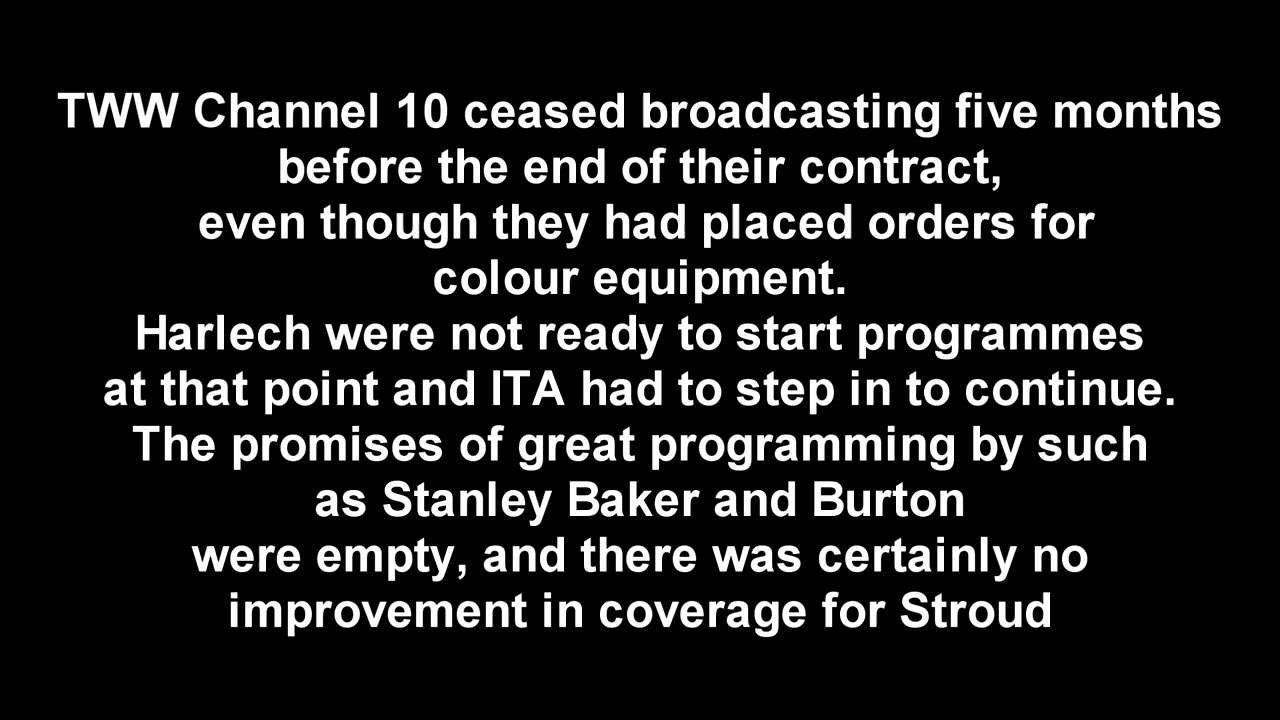 TWW Channel 10 ceased broadcasting five months
before the end of their contract,
even though they had placed orders for
colour equipment.
Harlech were not ready to start programmes
at that point and ITA had to step in to continue.
The promises of great programming by such
as Stanley Baker and Burton
were empty, and there was certainly no
improvement in coverage for Stroud